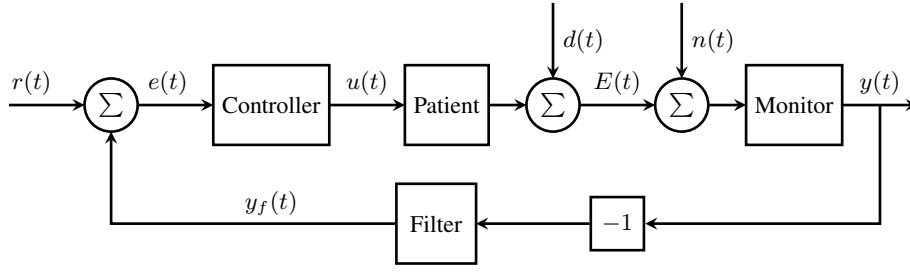 d(t)
n(t)
r(t)
∑
e(t)
Controller
u(t)
Patient
∑
E(t)
∑
Monitor
y(t)
y_f(t)
Filter
−1